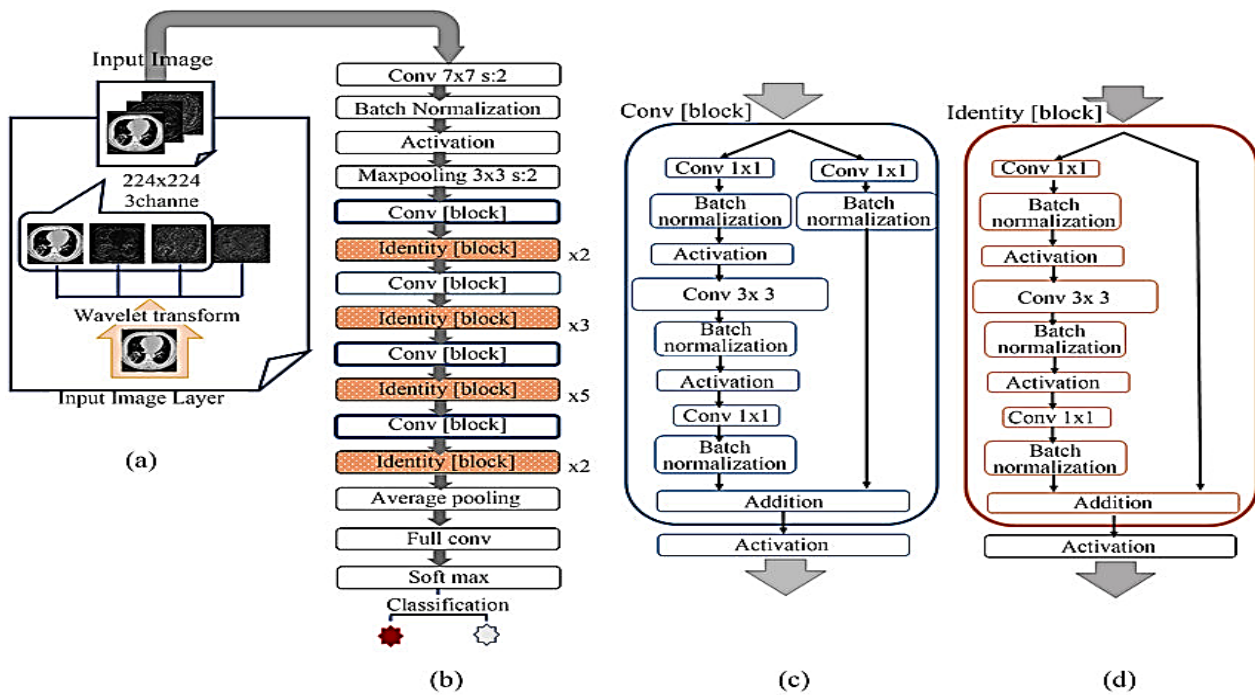 Input Image
224x224
3channe
Wavelet transform
Input Image Layer
(a)
Conv 7x7 s:2
Batch Normalization
Activation
Maxpooling 3x3 s:2
Conv [block]
Identity [block]
x2
Conv [block]
Identity [block]
x3
Conv [block]
Identity [block]
x5
Conv [block]
Identity [block]
x2
Average pooling
Full conv
Soft max
Classification
(b)
Conv [block]
Conv 1x1
Batch
normalization
Activation
Conv 3x 3
Batch
normalization
Activation
Conv 1x1
Batch
normalization
Conv 1x1
Batch
normalization
Addition
Activation
(c)
Identity [block]
Conv 1x1
Batch
normalization
Activation
Conv 3x 3
Batch
normalization
Activation
Conv 1x1
Batch
normalization
Addition
Activation
(d)